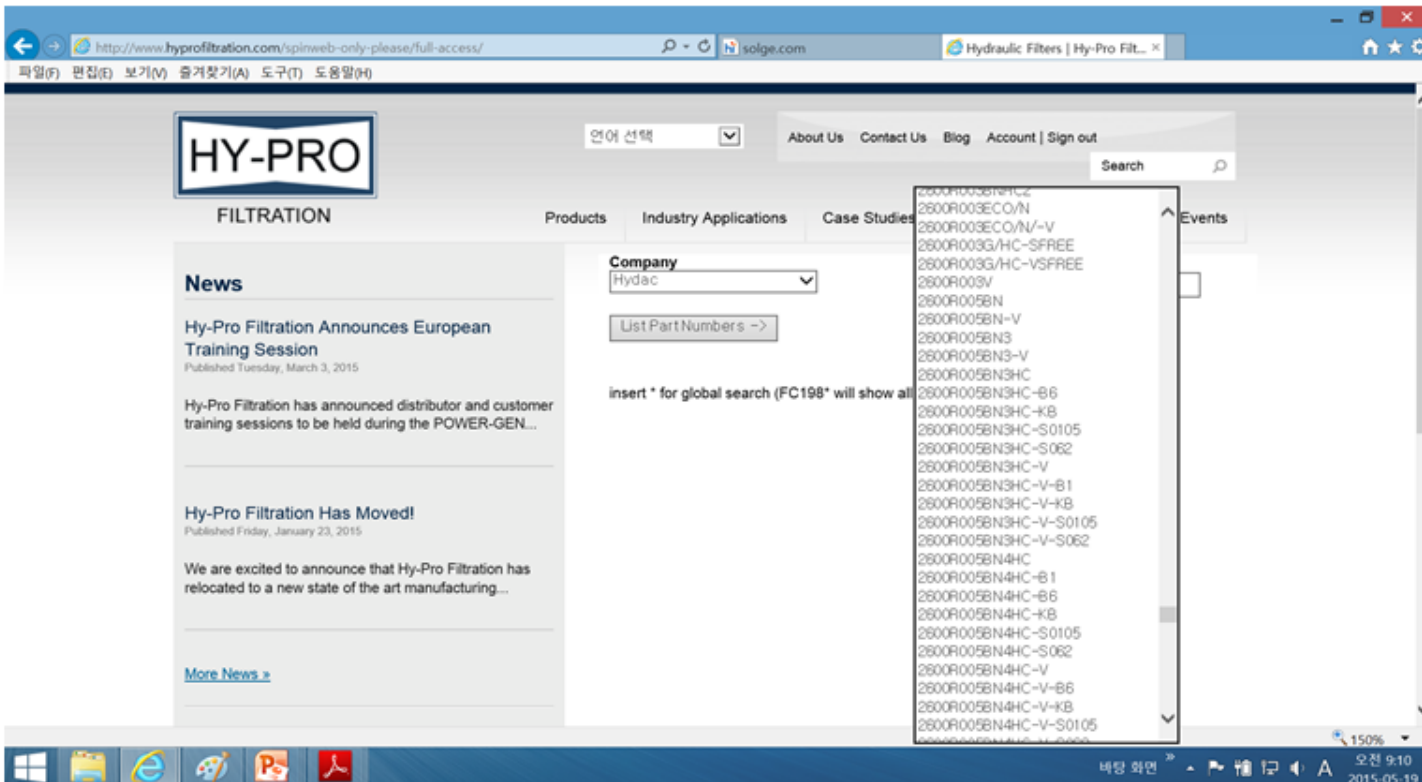 http://www.hyprofiltration.com/spinweb-only-please/full-access/
solge.com
Hydraulic Filters | Hy-Pro Filt...
파일(F) 편집(E) 보기(V) 즐겨찾기(A) 도구(T) 도움말(H)
HY-PRO
FILTRATION
언어 선택
About Us Contact Us Blog Account | Sign out
Search
Products Industry Applications Case Studies Events
News
Hy-Pro Filtration Announces European
Training Session
Published Tuesday, March 3, 2015
Hy-Pro Filtration has announced distributor and customer
training sessions to be held during the POWER-GEN...
Hy-Pro Filtration Has Moved!
Published Friday, January 23, 2015
We are excited to announce that Hy-Pro Filtration has
relocated to a new state of the art manufacturing...
More News »
Company
Hydac
List Part Numbers ->
insert * for global search (FC198* will show all
2600R003BNHC2
2600R003ECO/N
2600R003ECO/N/-V
2600R003G/HC-SFREE
2600R003G/HC-VSFREE
2600R003V
2600R005BN
2600R005BN-V
2600R005BN3
2600R005BN3-V
2600R005BN3HC
2600R005BN3HC-B6
2600R005BN3HC-KB
2600R005BN3HC-S0105
2600R005BN3HC-S062
2600R005BN3HC-V
2600R005BN3HC-V-B1
2600R005BN3HC-V-KB
2600R005BN3HC-V-S0105
2600R005BN3HC-V-S062
2600R005BN4HC
2600R005BN4HC-B1
2600R005BN4HC-B6
2600R005BN4HC-KB
2600R005BN4HC-S0105
2600R005BN4HC-S062
2600R005BN4HC-V
2600R005BN4HC-V-B6
2600R005BN4HC-V-KB
2600R005BN4HC-V-S0105
150%
바탕 화면
A
오전 9:10
2015-05-19